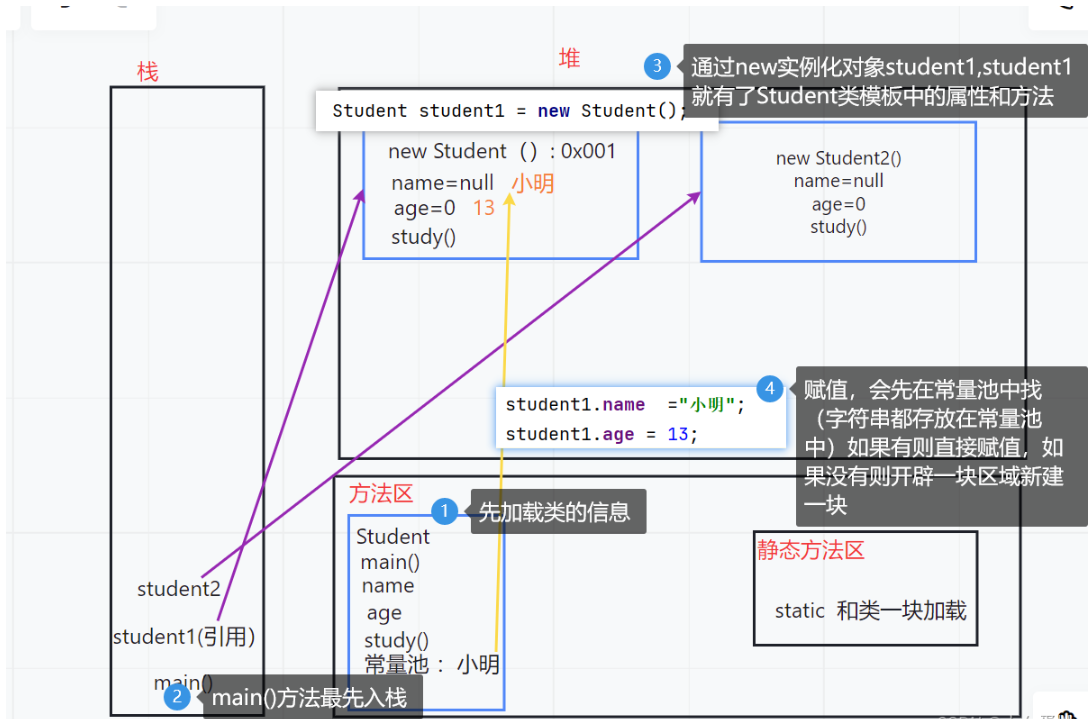 栈
堆
3
通过new实例化对象student1,student1
就有了Student类模板中的属性和方法
Student student1 = new Student();
new Student（）: 0x001
name=null 小明
age=0 13
study()
new Student2()
name=null
age=0
study()
4
student1.name ="小明";
student1.age = 13;
赋值，会先在常量池中找
（字符串都存放在常量池
中）如果有则直接赋值，如
果没有则开辟一块区域新建
一块
方法区
1
先加载类的信息
Student
main()
name
age
study()
常量池 ：小明
静态方法区
static 和类一块加载
student2
student1(引用)
main()
2
main()方法最先入栈